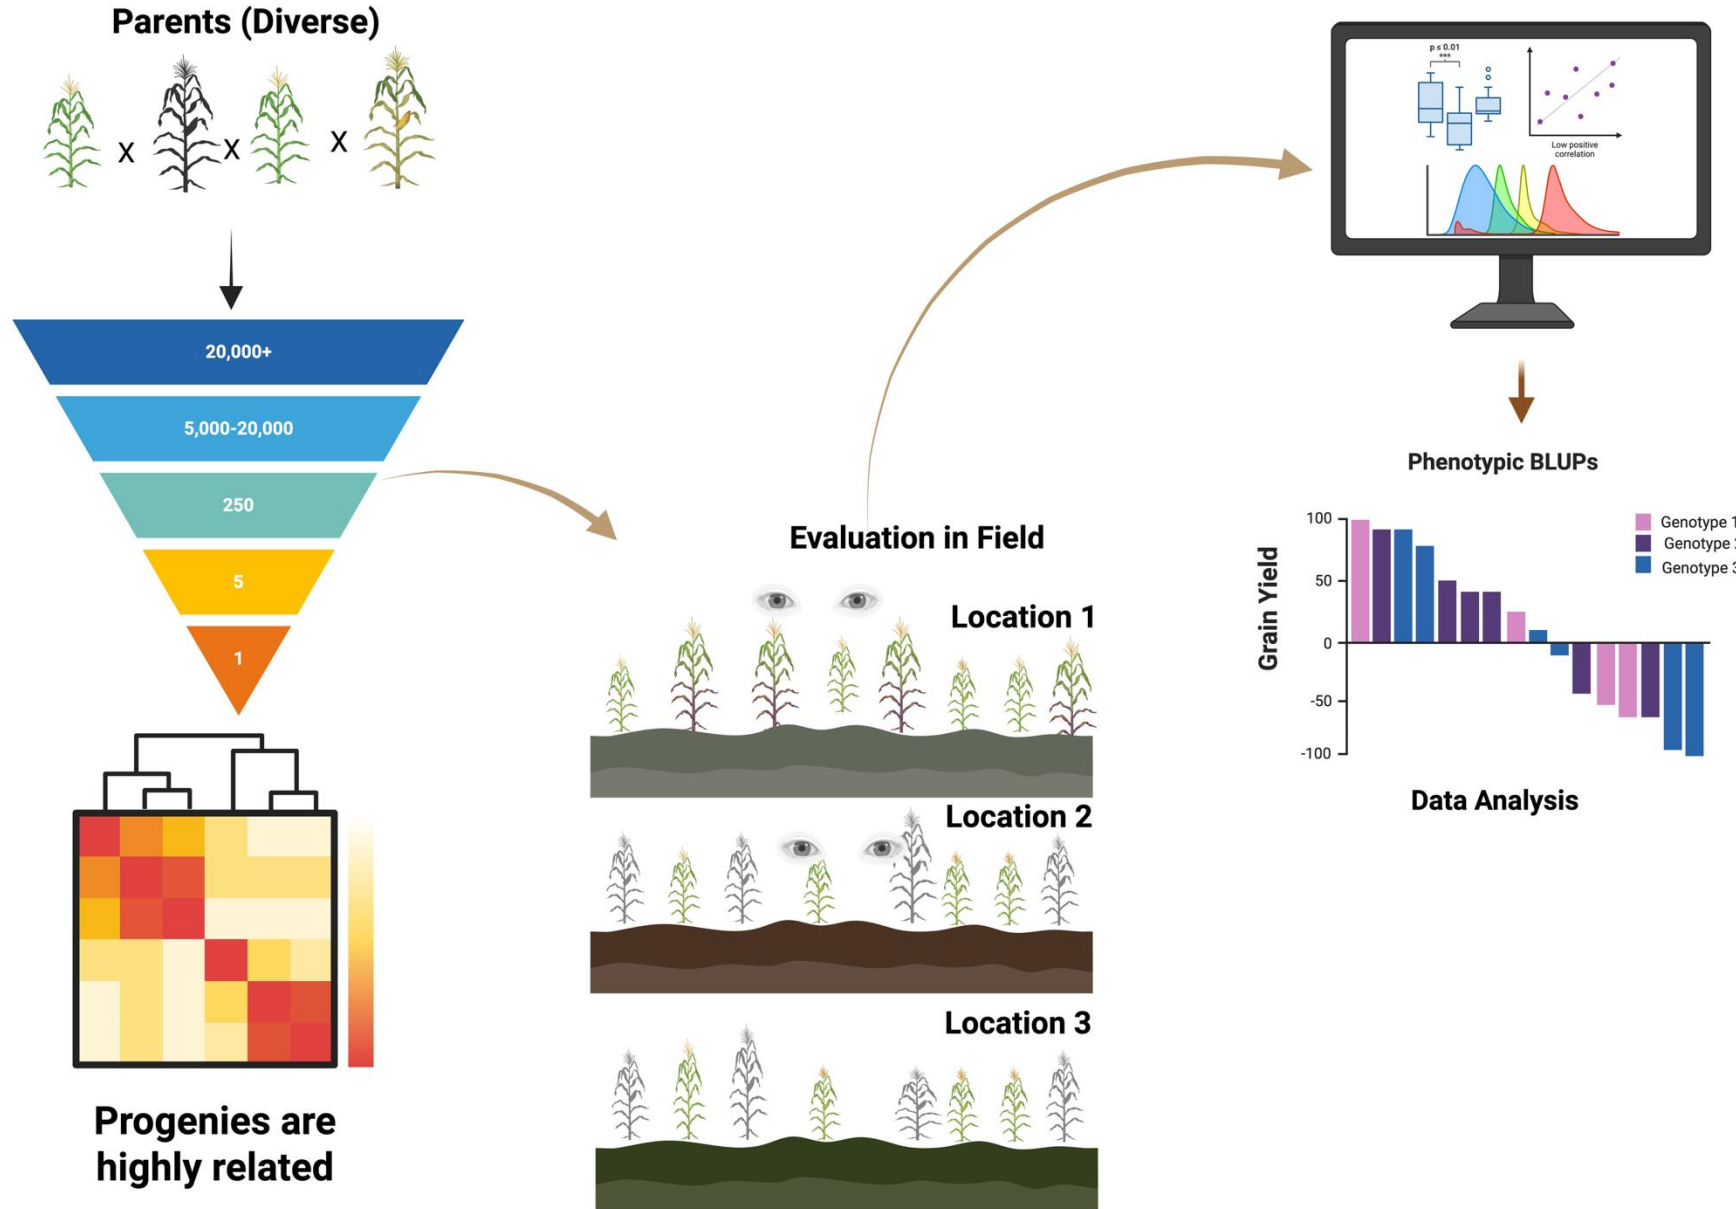 Parents (Diverse)
X
X
X
20,000+
5,000-20,000
250
5
1
Progenies are
highly related
Evaluation in Field
Location 1
Location 2
Location 3
p ≤ 0.01
***
Low positive
correlation
Phenotypic BLUPs
100
50
0
-50
-100
Grain Yield
Genotype 1
Genotype 2
Genotype 3
Data Analysis